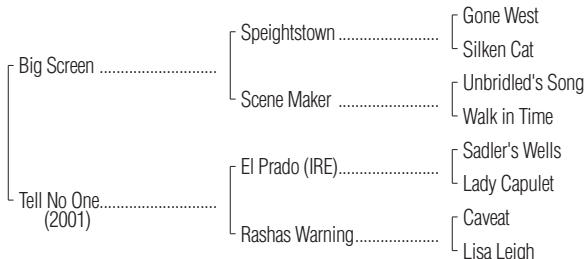 Gone West
Speightstown ....................
Silken Cat
Big Screen ........................
Unbridled's Song
Scene Maker ....................
Walk in Time
Sadler's Wells
El Prado (IRE)....................
Lady Capulet
Tell No One........................
(2001)
Caveat
Rashas Warning.................
Lisa Leigh